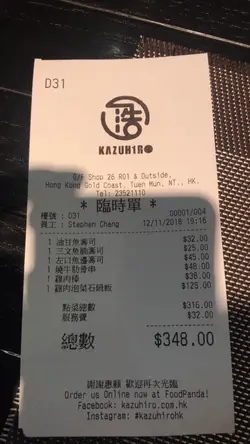 D31
浩
KAZUHIRO
G/F Shop 26 R01 & Outside,
Hong Kong Gold Coast, Tuen Mun, NT., HK.
Tel: 23521110
* 臨時單 *
檯號 : D31 00001/004
員工 : Stephen Chang 12/11/2018 19:16
1 油甘魚壽司 $32.00
1 三文魚腩壽司 $25.00
1 左口魚邊壽司 $45.00
1 燒牛肋骨串 $48.00
1 雞肉棒 $38.00
1 雞肉泡菜石鍋飯 $128.00
點菜總數 $316.00
服務費 $32.00
總數 $348.00
謝謝惠顧 歡迎再次光臨
Order us Online now at FoodPanda!
Facebook: kazuhiro.com.hk
Instagram: #kazuhirohk